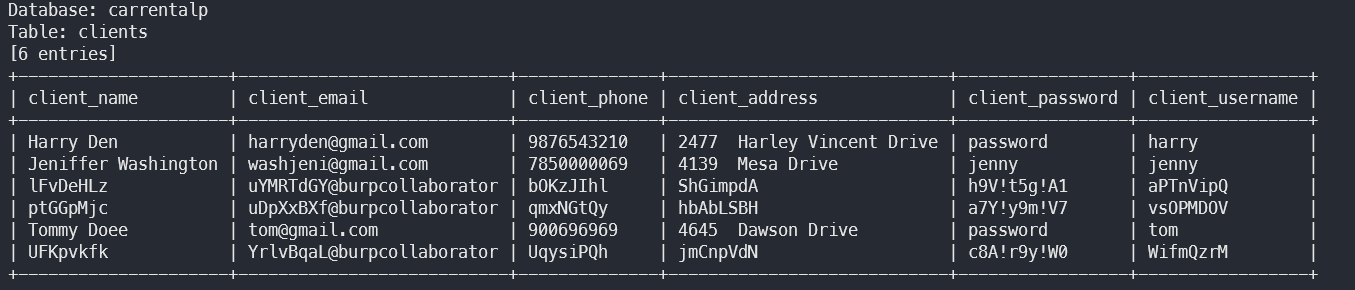 Database: carrentalp
Table: clients
[6 entries]
| client_name | client_email | client_phone | client_address | client_password | client_username |
| Harry Den | harryden@gmail.com | 9876543210 | 2477  Harley Vincent Drive | password | harry |
| Jeniffer Washington | washjeni@gmail.com | 7850000069 | 4139  Mesa Drive | jenny | jenny |
| lFvDeHLz | uYMRTdGY@burpcollaborator | bOKzJIhl | ShGimpdA | h9V!t5g!A1 | aPTnVipQ |
| ptGGpMjc | uDpXxBXf@burpcollaborator | qmxNGtQy | hbAbLSBH | a7Y!y9m!V7 | vsOPMDOV |
| Tommy Doee | tom@gmail.com | 900696969 | 4645  Dawson Drive | password | tom |
| UFKpvkfk | YrlvBqaL@burpcollaborator | UqysiPQh | jmCnpVdN | c8A!r9y!W0 | WifmQzrM |